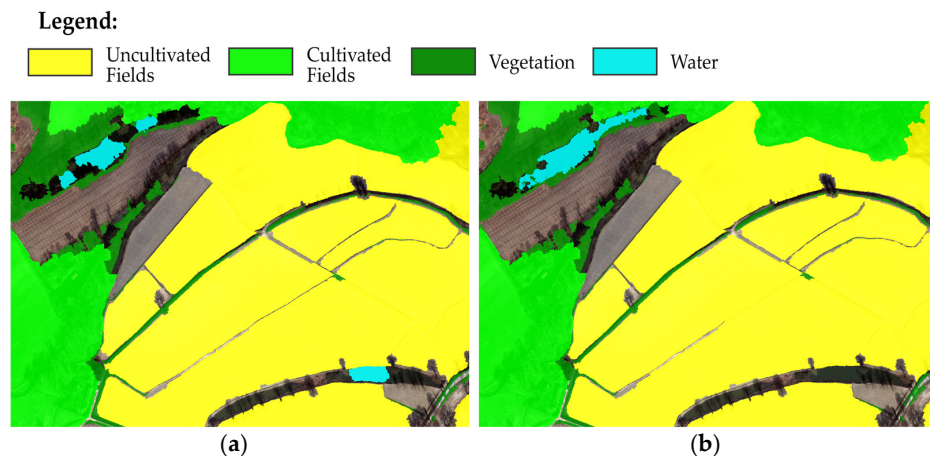 Legend:
Uncultivated Fields
Cultivated Fields
Vegetation
Water
(a)
(b)